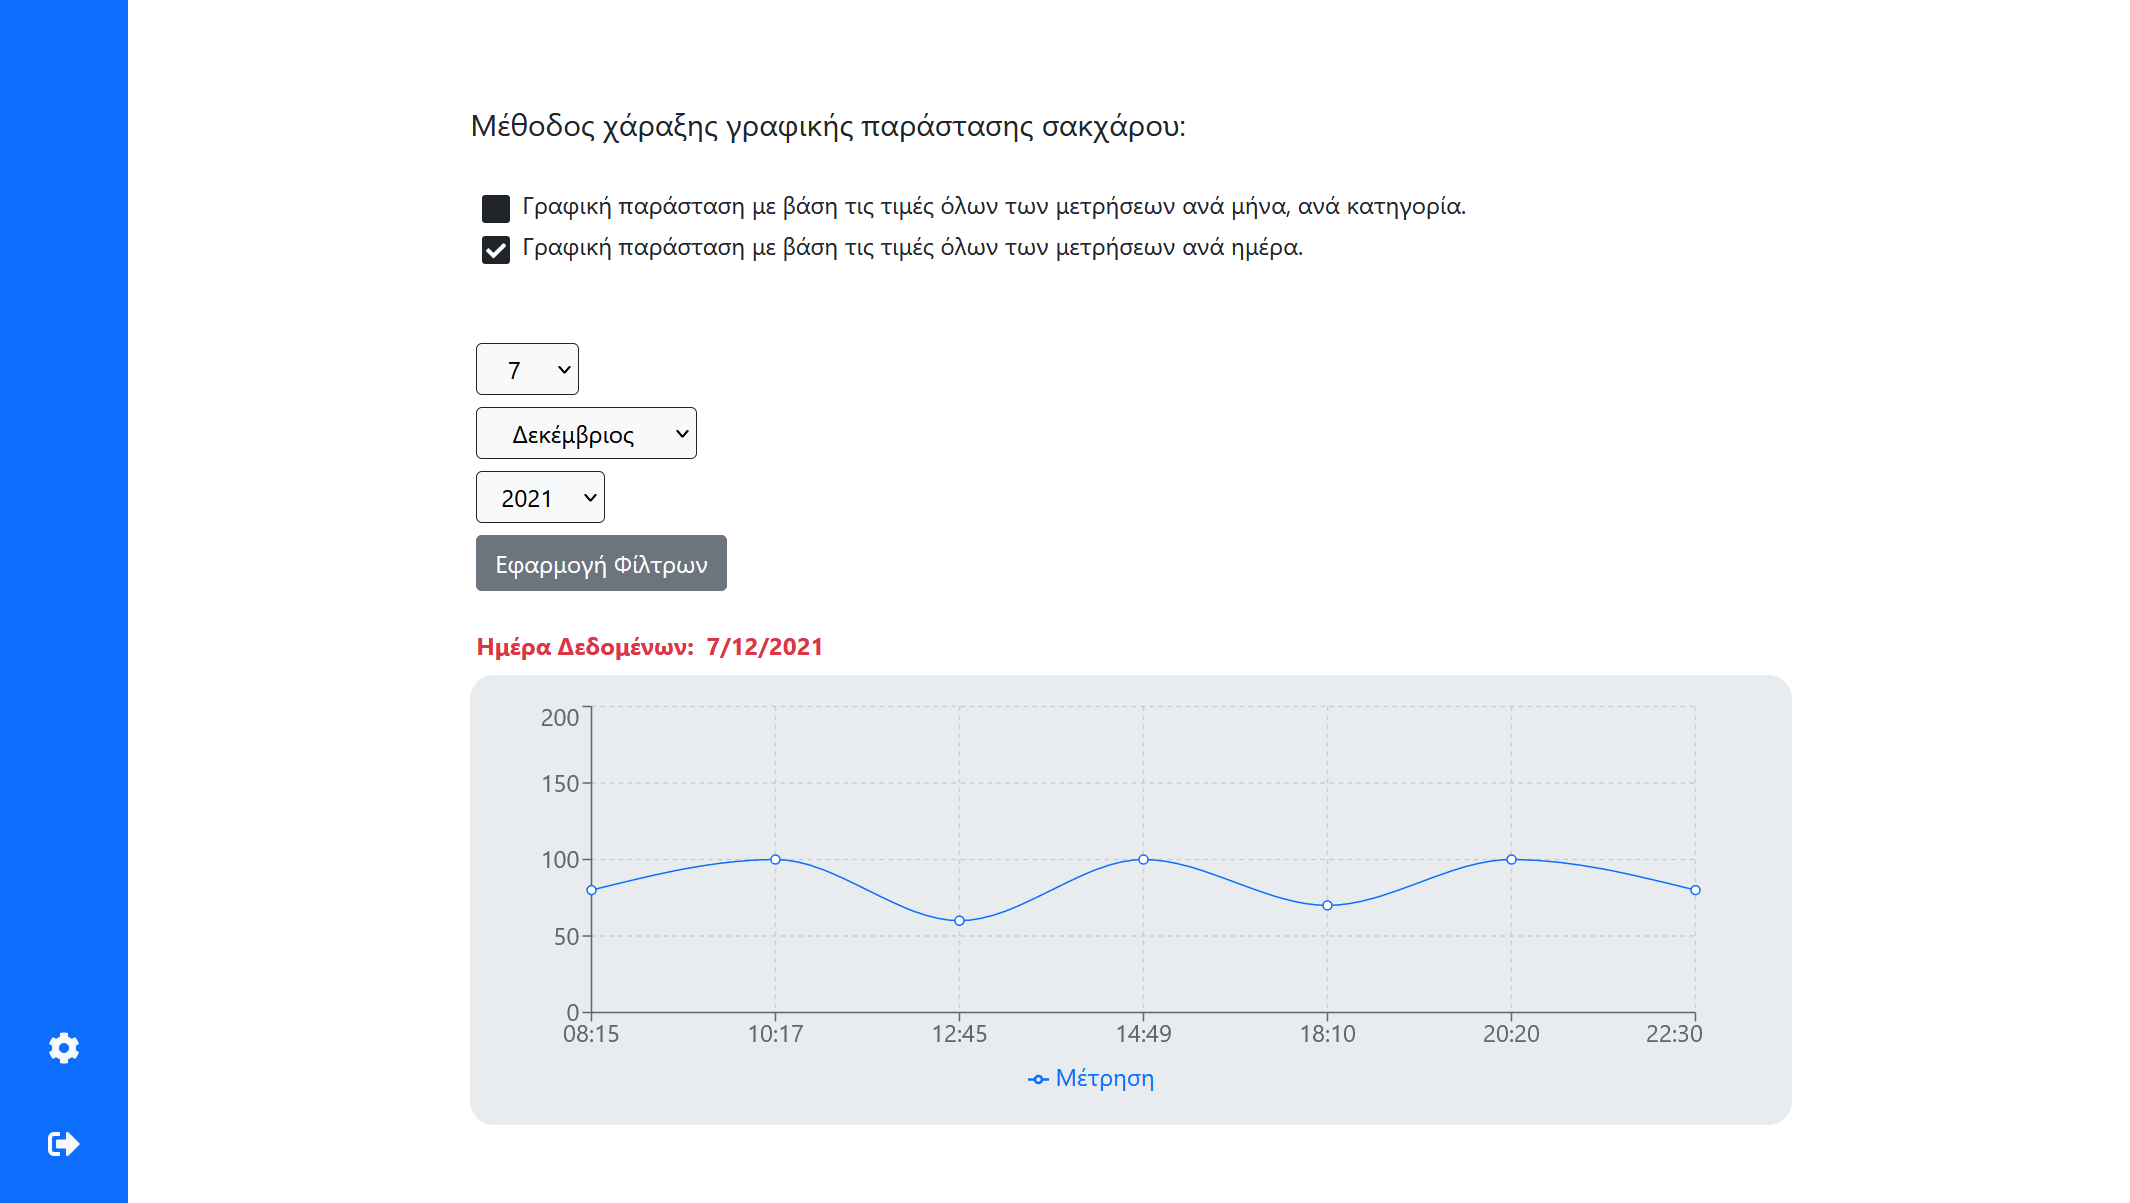 Μέθοδος χάραξης γραφικής παράστασης σακχάρου:
Γραφική παράσταση με βάση τις τιμές όλων των μετρήσεων ανά μήνα, ανά κατηγορία.
Γραφική παράσταση με βάση τις τιμές όλων των μετρήσεων ανά ημέρα.
7
Δεκέμβριος
2021
Εφαρμογή Φίλτρων
Ημέρα Δεδομένων: 7/12/2021
200
150
100
50
0
08:15 10:17 12:45 14:49 18:10 20:20 22:30
Μέτρηση